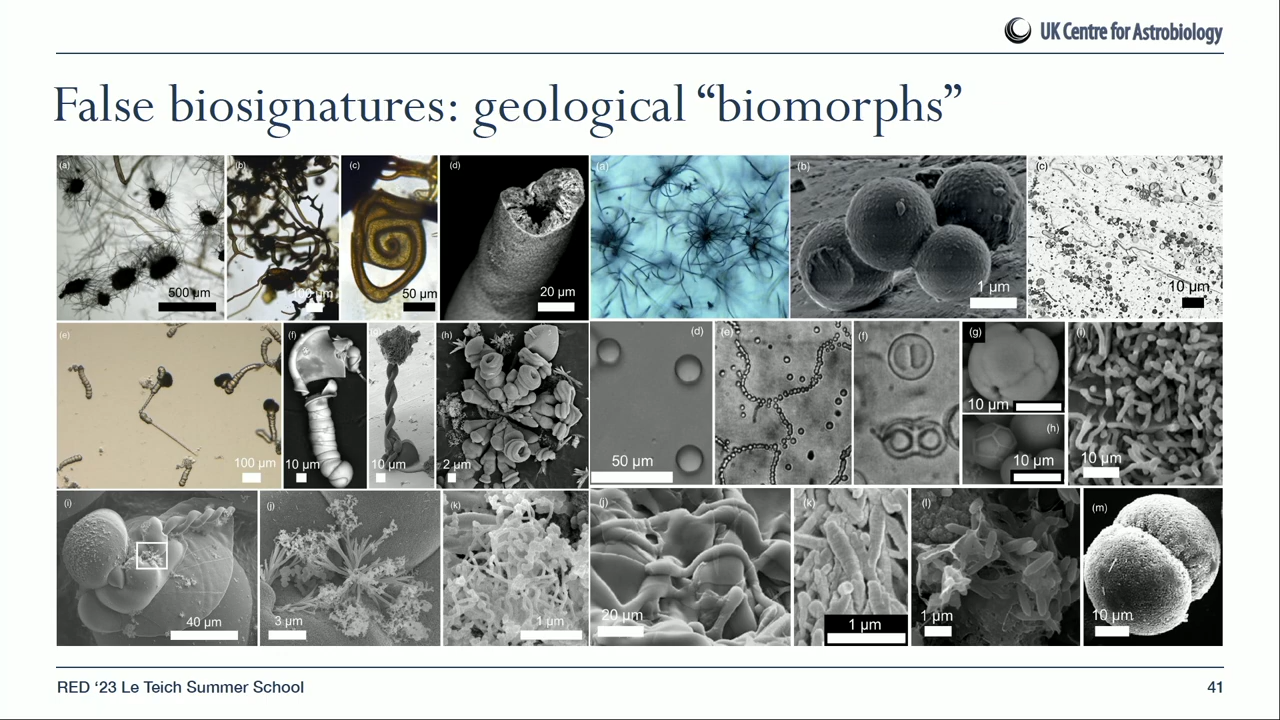 UK Centre for Astrobiology
False biosignatures: geological “biomorphs”
(a)
500 µm
(b)
(c)
50 µm
(d)
20 µm
(a)
(b)
1 µm
(c)
10 µm
(e)
100 µm
(f)
10 µm
10 µm
(h)
2 µm
(d)
50 µm
(e)
(f)
(g)
10 µm
(h)
10 µm
(i)
10 µm
(i)
40 µm
(j)
3 µm
(k)
1 µm
(j)
20 µm
(k)
1 µm
(l)
1 µm
(m)
10 µm
RED ‘23 Le Teich Summer School
41